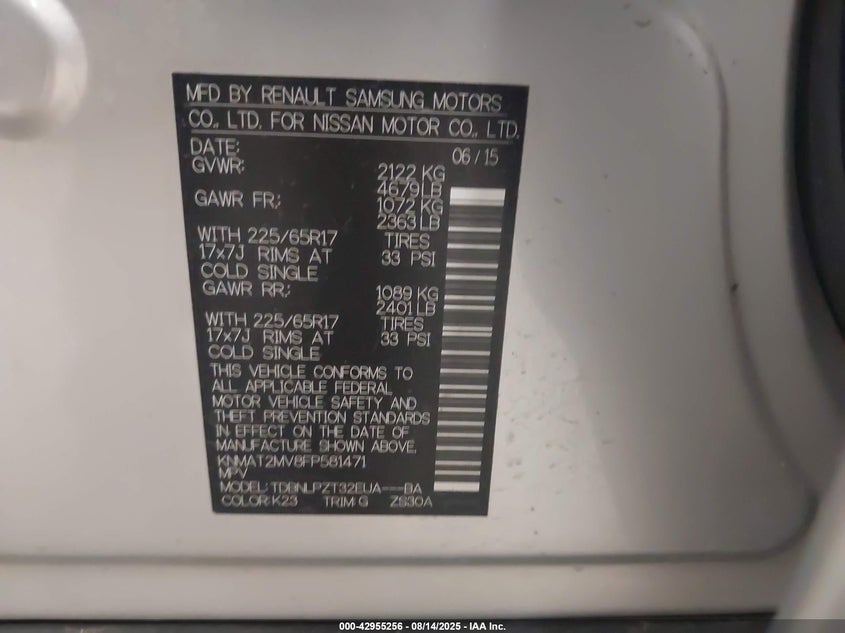 MFD BY RENAULT SAMSUNG MOTORS
CO., LTD. FOR NISSAN MOTOR CO., LTD.
DATE: 06/15
GVWR: 2122 KG
4679 LB
GAWR FR: 1072 KG
2363 LB
WITH 225/65R17 TIRES
17x7J RIMS AT 33 PSI
COLD SINGLE
GAWR RR: 1089 KG
2401 LB
WITH 225/65R17 TIRES
17x7J RIMS AT 33 PSI
COLD SINGLE
THIS VEHICLE CONFORMS TO
ALL APPLICABLE FEDERAL
MOTOR VEHICLE SAFETY AND
THEFT PREVENTION STANDARDS
IN EFFECT ON THE DATE OF
MANUFACTURE SHOWN ABOVE.
KNMAT2MV8FP581471
MPV
MODEL: TDBNLPZT32EUA---BA
COLOR:K23 TRIM:G ZS30A
000-42955256 - 08/14/2025 - IAA Inc.